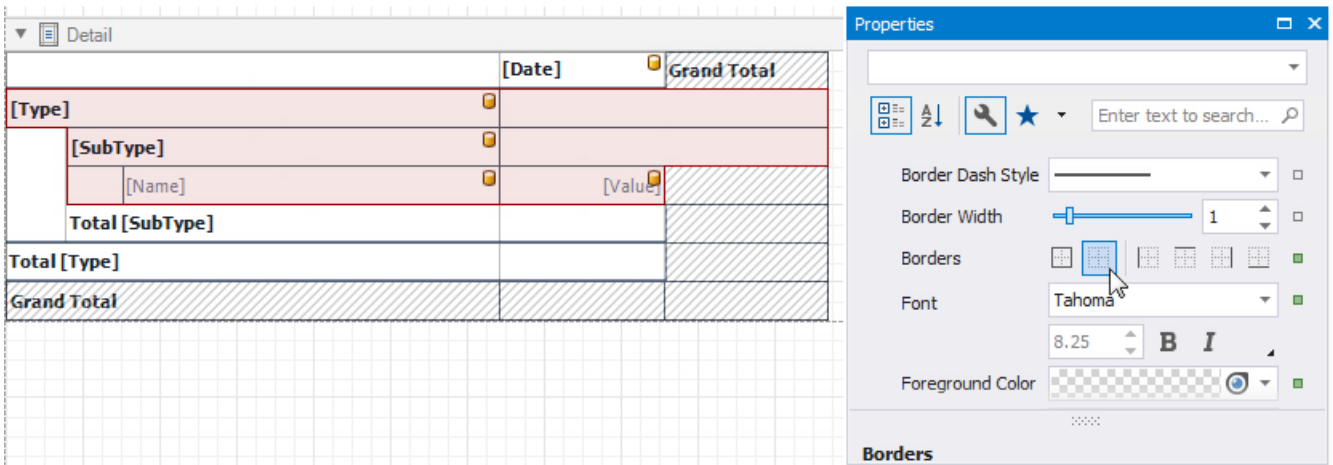 Detail
[Date]
Grand Total
[Type]
[SubType]
[Name]
[Value]
Total [SubType]
Total [Type]
Grand Total
Properties
Enter text to search...
Border Dash Style
Border Width
1
Borders
Font
Tahoma
8.25
B
I
Foreground Color
Borders